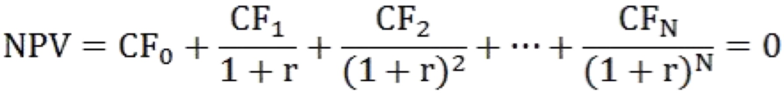 NPV = CF₀ + CF₁/(1 + r) + CF₂/(1 + r)² + ⋯ + CF_N/(1 + r)^N = 0